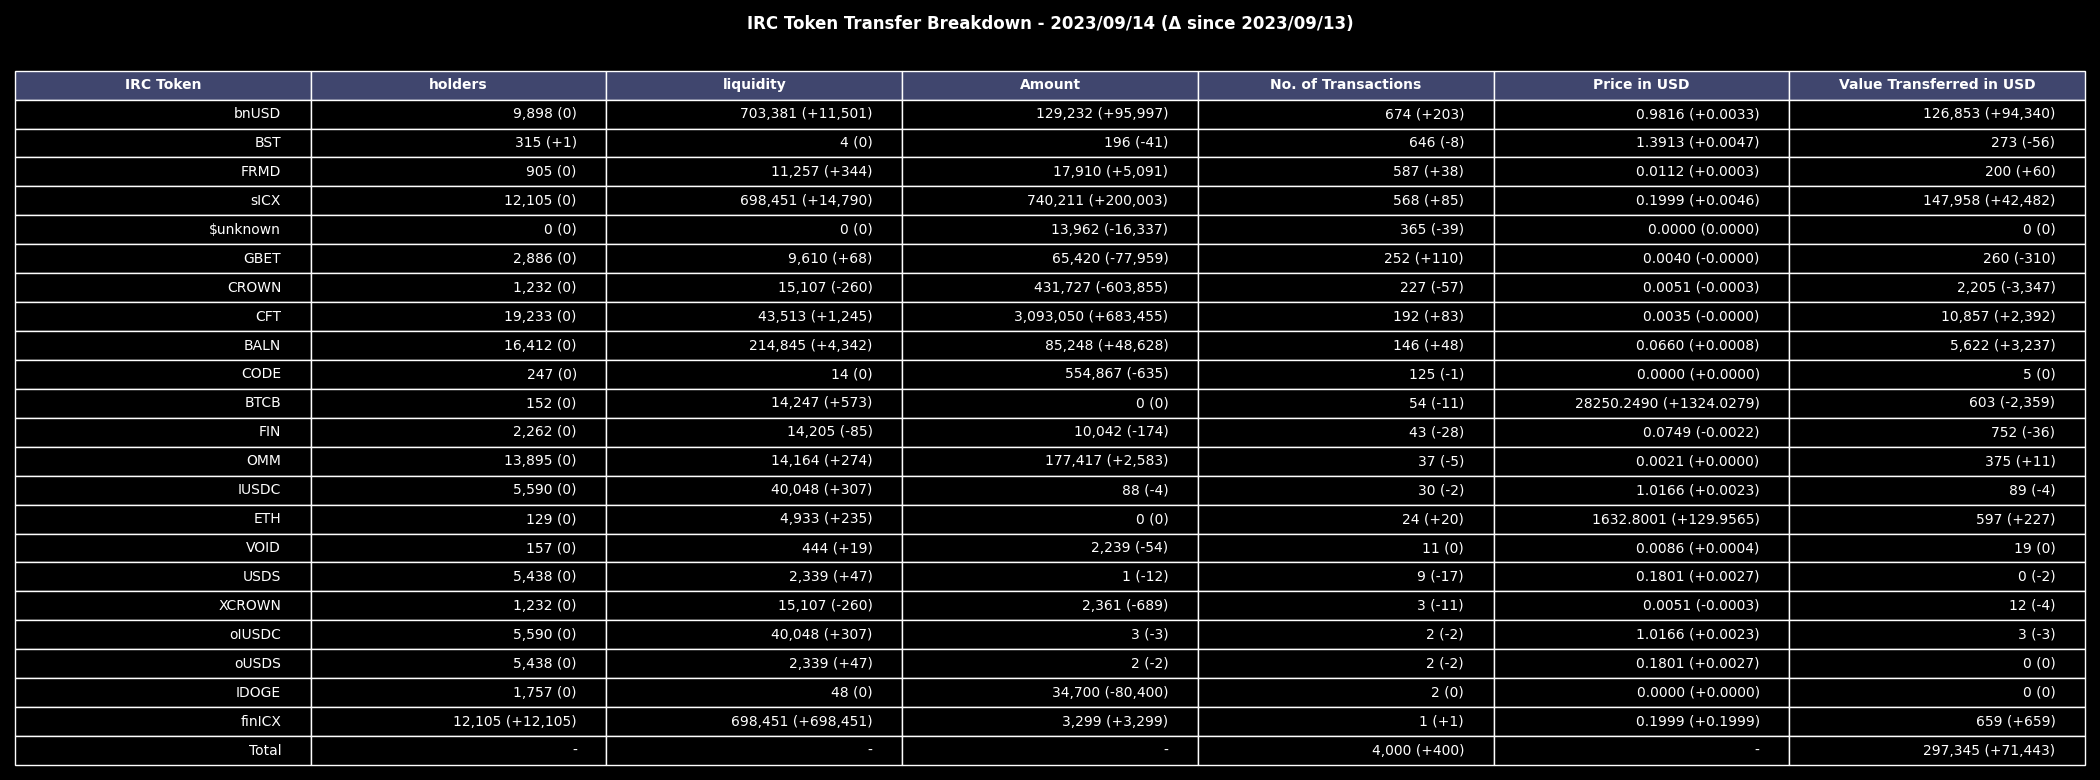 IRC Token Transfer Breakdown - 2023/09/14 (Δ since 2023/09/13)
IRC Token holders liquidity Amount No. of Transactions Price in USD Value Transferred in USD
bnUSD 9,898 (0) 703,381 (+11,501) 129,232 (+95,997) 674 (+203) 0.9816 (+0.0033) 126,853 (+94,340)
BST 315 (+1) 4 (0) 196 (-41) 646 (-8) 1.3913 (+0.0047) 273 (-56)
FRMD 905 (0) 11,257 (+344) 17,910 (+5,091) 587 (+38) 0.0112 (+0.0003) 200 (+60)
sICX 12,105 (0) 698,451 (+14,790) 740,211 (+200,003) 568 (+85) 0.1999 (+0.0046) 147,958 (+42,482)
$unknown 0 (0) 0 (0) 13,962 (-16,337) 365 (-39) 0.0000 (0.0000) 0 (0)
GBET 2,886 (0) 9,610 (+68) 65,420 (-77,959) 252 (+110) 0.0040 (-0.0000) 260 (-310)
CROWN 1,232 (0) 15,107 (-260) 431,727 (-603,855) 227 (-57) 0.0051 (-0.0003) 2,205 (-3,347)
CFT 19,233 (0) 43,513 (+1,245) 3,093,050 (+683,455) 192 (+83) 0.0035 (-0.0000) 10,857 (+2,392)
BALN 16,412 (0) 214,845 (+4,342) 85,248 (+48,628) 146 (+48) 0.0660 (+0.0008) 5,622 (+3,237)
CODE 247 (0) 14 (0) 554,867 (-635) 125 (-1) 0.0000 (+0.0000) 5 (0)
BTCB 152 (0) 14,247 (+573) 0 (0) 54 (-11) 28250.2490 (+1324.0279) 603 (-2,359)
FIN 2,262 (0) 14,205 (-85) 10,042 (-174) 43 (-28) 0.0749 (-0.0022) 752 (-36)
OMM 13,895 (0) 14,164 (+274) 177,417 (+2,583) 37 (-5) 0.0021 (+0.0000) 375 (+11)
IUSDC 5,590 (0) 40,048 (+307) 88 (-4) 30 (-2) 1.0166 (+0.0023) 89 (-4)
ETH 129 (0) 4,933 (+235) 0 (0) 24 (+20) 1632.8001 (+129.9565) 597 (+227)
VOID 157 (0) 444 (+19) 2,239 (-54) 11 (0) 0.0086 (+0.0004) 19 (0)
USDS 5,438 (0) 2,339 (+47) 1 (-12) 9 (-17) 0.1801 (+0.0027) 0 (-2)
XCROWN 1,232 (0) 15,107 (-260) 2,361 (-689) 3 (-11) 0.0051 (-0.0003) 12 (-4)
oIUSDC 5,590 (0) 40,048 (+307) 3 (-3) 2 (-2) 1.0166 (+0.0023) 3 (-3)
oUSDS 5,438 (0) 2,339 (+47) 2 (-2) 2 (-2) 0.1801 (+0.0027) 0 (0)
IDOGE 1,757 (0) 48 (0) 34,700 (-80,400) 2 (0) 0.0000 (+0.0000) 0 (0)
finICX 12,105 (+12,105) 698,451 (+698,451) 3,299 (+3,299) 1 (+1) 0.1999 (+0.1999) 659 (+659)
Total - - - 4,000 (+400) - 297,345 (+71,443)